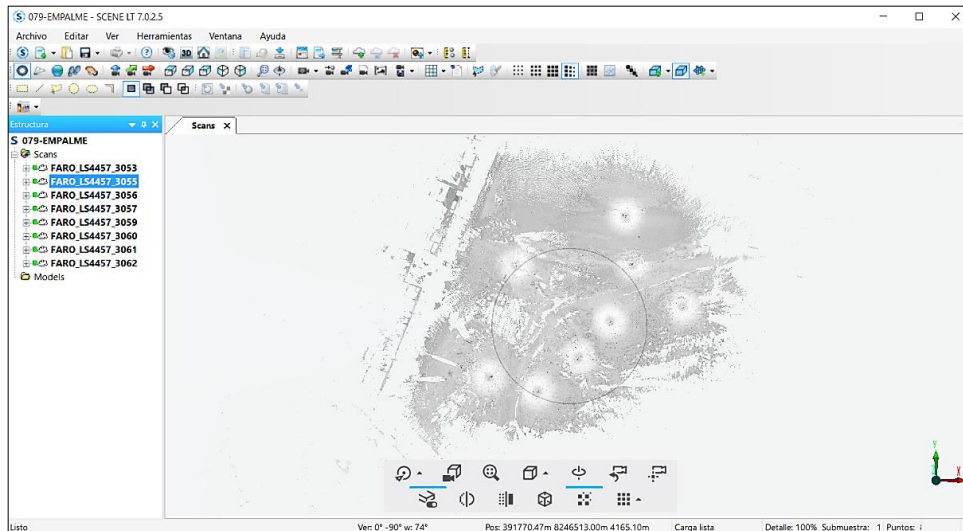 079-EMPALME - SCENE LT 7.0.2.5
Archivo Editar Ver Herramientas Ventana Ayuda
Estructura
Scans
079-EMPALME
Scans
FARO_LS4457_3053
FARO_LS4457_3055
FARO_LS4457_3056
FARO_LS4457_3057
FARO_LS4457_3059
FARO_LS4457_3060
FARO_LS4457_3061
FARO_LS4457_3062
Models
Y
X
Listo Ver: 0° -90° w: 74° Pos: 391770.47m 8246513.00m 4165.10m Carga lista Detalle: 100% Submuestra: 1 Puntos: